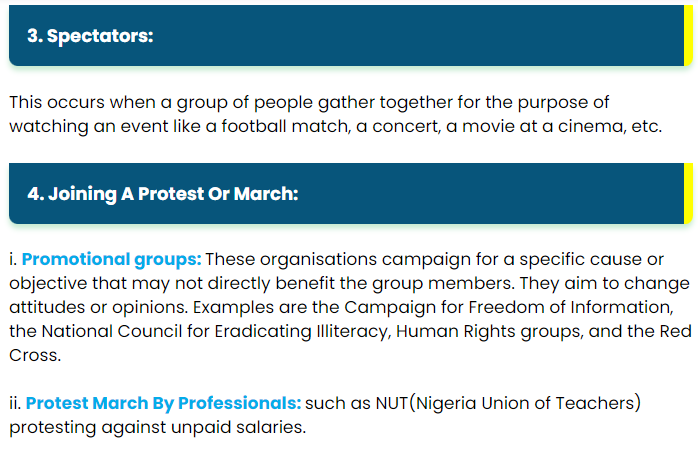 3. Spectators:
This occurs when a group of people gather together for the purpose of
watching an event like a football match, a concert, a movie at a cinema, etc.
4. Joining A Protest Or March:
i. Promotional groups: These organisations campaign for a specific cause or
objective that may not directly benefit the group members. They aim to change
attitudes or opinions. Examples are the Campaign for Freedom of Information,
the National Council for Eradicating Illiteracy, Human Rights groups, and the Red
Cross.
ii. Protest March By Professionals: such as NUT(Nigeria Union of Teachers)
protesting against unpaid salaries.